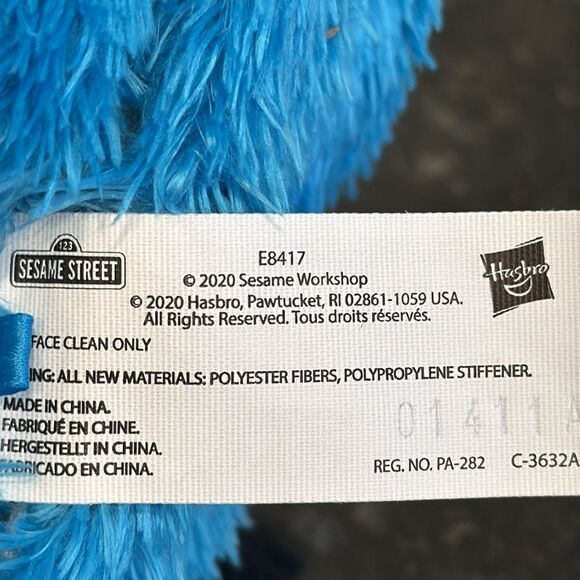 123
SESAME STREET
E8417
© 2020 Sesame Workshop
Hasbro
© 2020 Hasbro, Pawtucket, RI 02861-1059 USA.
All Rights Reserved. Tous droits réservés.
FACE CLEAN ONLY
ING: ALL NEW MATERIALS: POLYESTER FIBERS, POLYPROPYLENE STIFFENER.
MADE IN CHINA.
FABRIQUÉ EN CHINE.
HERGESTELLT IN CHINA.
FABRICADO EN CHINA.
01411A
REG. NO. PA-282 C-3632A